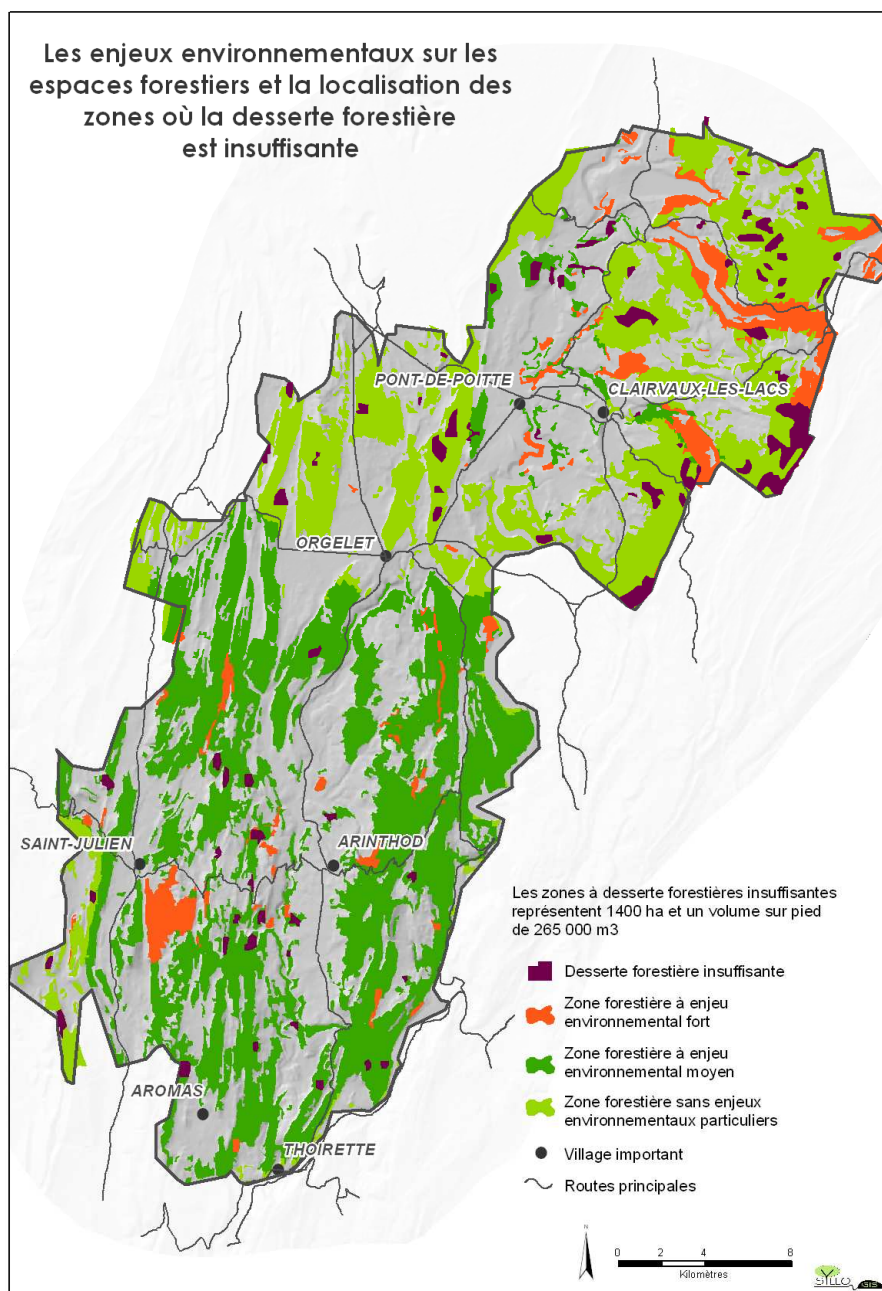 Les enjeux environnementaux sur les
espaces forestiers et la localisation des
zones où la desserte forestière
est insuffisante
PONT-DE-POITTE
CLAIRVAUX-LES-LACS
ORGELET
SAINT-JULIEN
ARINTHOD
AROMAS
THOIRETTE
Les zones à desserte forestières insuffisantes
représentent 1400 ha et un volume sur pied
de 265 000 m3
Desserte forestière insuffisante
Zone forestière à enjeu
environnemental fort
Zone forestière à enjeu
environnemental moyen
Zone forestière sans enjeux
environnementaux particuliers
Village important
Routes principales
N
0 2 4 8
Kilomètres
GIS